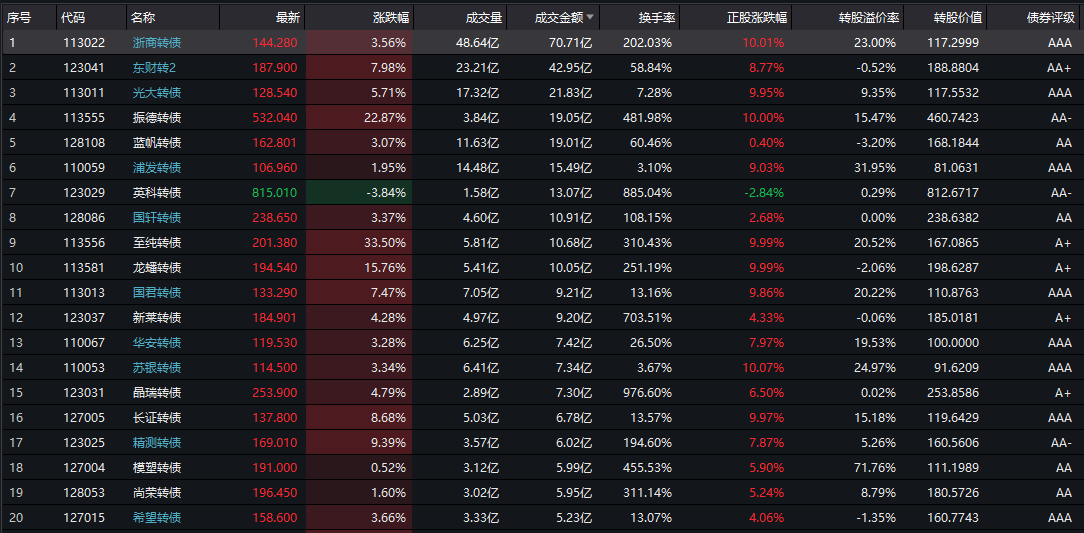 序号 代码 名称 最新 涨跌幅 成交量 成交金额 换手率 正股涨跌幅 转股溢价率 转股价值 债券评级
1 113022 浙商转债 144.280 3.56% 48.64亿 70.71亿 202.03% 10.01% 23.00% 117.2999 AAA
2 123041 东财转2 187.900 7.98% 23.21亿 42.95亿 58.84% 8.77% -0.52% 188.8804 AA+
3 113011 光大转债 128.540 5.71% 17.32亿 21.83亿 7.28% 9.95% 9.35% 117.5532 AAA
4 113555 振德转债 532.040 22.87% 3.84亿 19.05亿 481.98% 10.00% 15.47% 460.7423 AA-
5 128108 蓝帆转债 162.801 3.07% 11.63亿 19.01亿 60.46% 0.40% -3.20% 168.1844 AA
6 110059 浦发转债 106.960 1.95% 14.48亿 15.49亿 3.10% 9.03% 31.95% 81.0631 AAA
7 123029 英科转债 815.010 -3.84% 1.58亿 13.07亿 885.04% -2.84% 0.29% 812.6717 AA-
8 128086 国轩转债 238.650 3.37% 4.60亿 10.91亿 108.15% 2.68% 0.00% 238.6382 AA
9 113556 至纯转债 201.380 33.50% 5.81亿 10.68亿 310.43% 9.99% 20.52% 167.0865 A+
10 113581 龙蟠转债 194.540 15.76% 5.41亿 10.05亿 251.19% 9.99% -2.06% 198.6287 A+
11 113013 国君转债 133.290 7.47% 7.05亿 9.21亿 13.16% 9.86% 20.22% 110.8763 AAA
12 123037 新莱转债 184.901 4.28% 4.97亿 9.20亿 703.51% 4.33% -0.06% 185.0181 A+
13 110067 华安转债 119.530 3.28% 6.25亿 7.42亿 26.50% 7.97% 19.53% 100.0000 AAA
14 110053 苏银转债 114.500 3.34% 6.41亿 7.34亿 3.67% 10.07% 24.97% 91.6209 AAA
15 123031 晶瑞转债 253.900 4.79% 2.89亿 7.30亿 976.60% 6.50% 0.02% 253.8586 A+
16 127005 长证转债 137.800 8.68% 5.03亿 6.78亿 13.57% 9.97% 15.18% 119.6429 AAA
17 123025 精测转债 169.010 9.39% 3.57亿 6.02亿 194.60% 7.87% 5.26% 160.5606 AA-
18 127004 模塑转债 191.000 0.52% 3.12亿 5.99亿 455.53% 5.90% 71.76% 111.1989 AA
19 128053 尚荣转债 196.450 1.60% 3.02亿 5.95亿 311.14% 5.24% 8.79% 180.5726 AA
20 127015 希望转债 158.600 3.66% 3.33亿 5.23亿 13.07% 4.06% -1.35% 160.7743 AAA